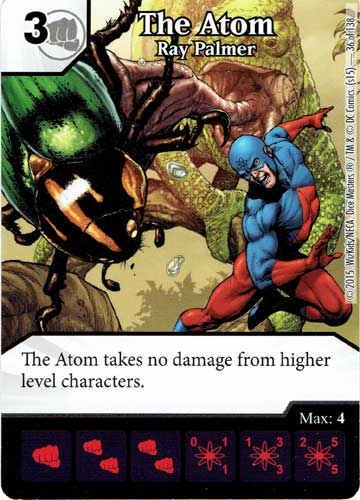 3
The Atom
Ray Palmer
© 2015 WizKids/NECA. Dice Masters ® / TM & © DC Comics. (s15) — 36 of 138
The Atom takes no damage from higher
level characters.
Max: 4
0 1 1
1 3 3
2 5 5